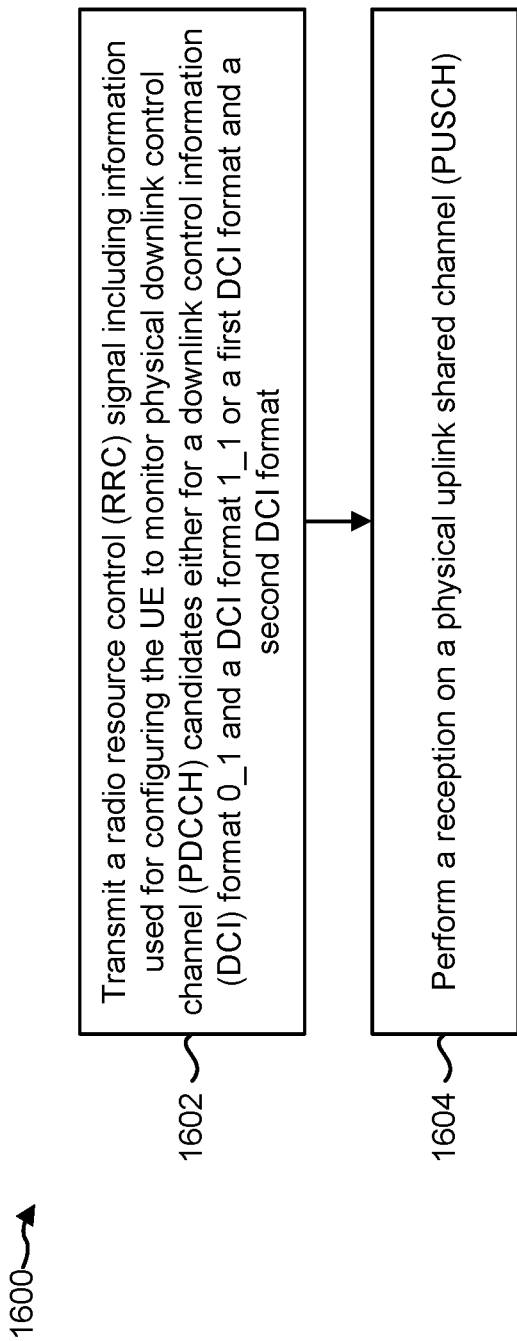 1600
1602
Transmit a radio resource control (RRC) signal including information
used for configuring the UE to monitor physical downlink control
channel (PDCCH) candidates either for a downlink control information
(DCI) format 0_1 and a DCI format 1_1 or a first DCI format and a
second DCI format
1604
Perform a reception on a physical uplink shared channel (PUSCH)